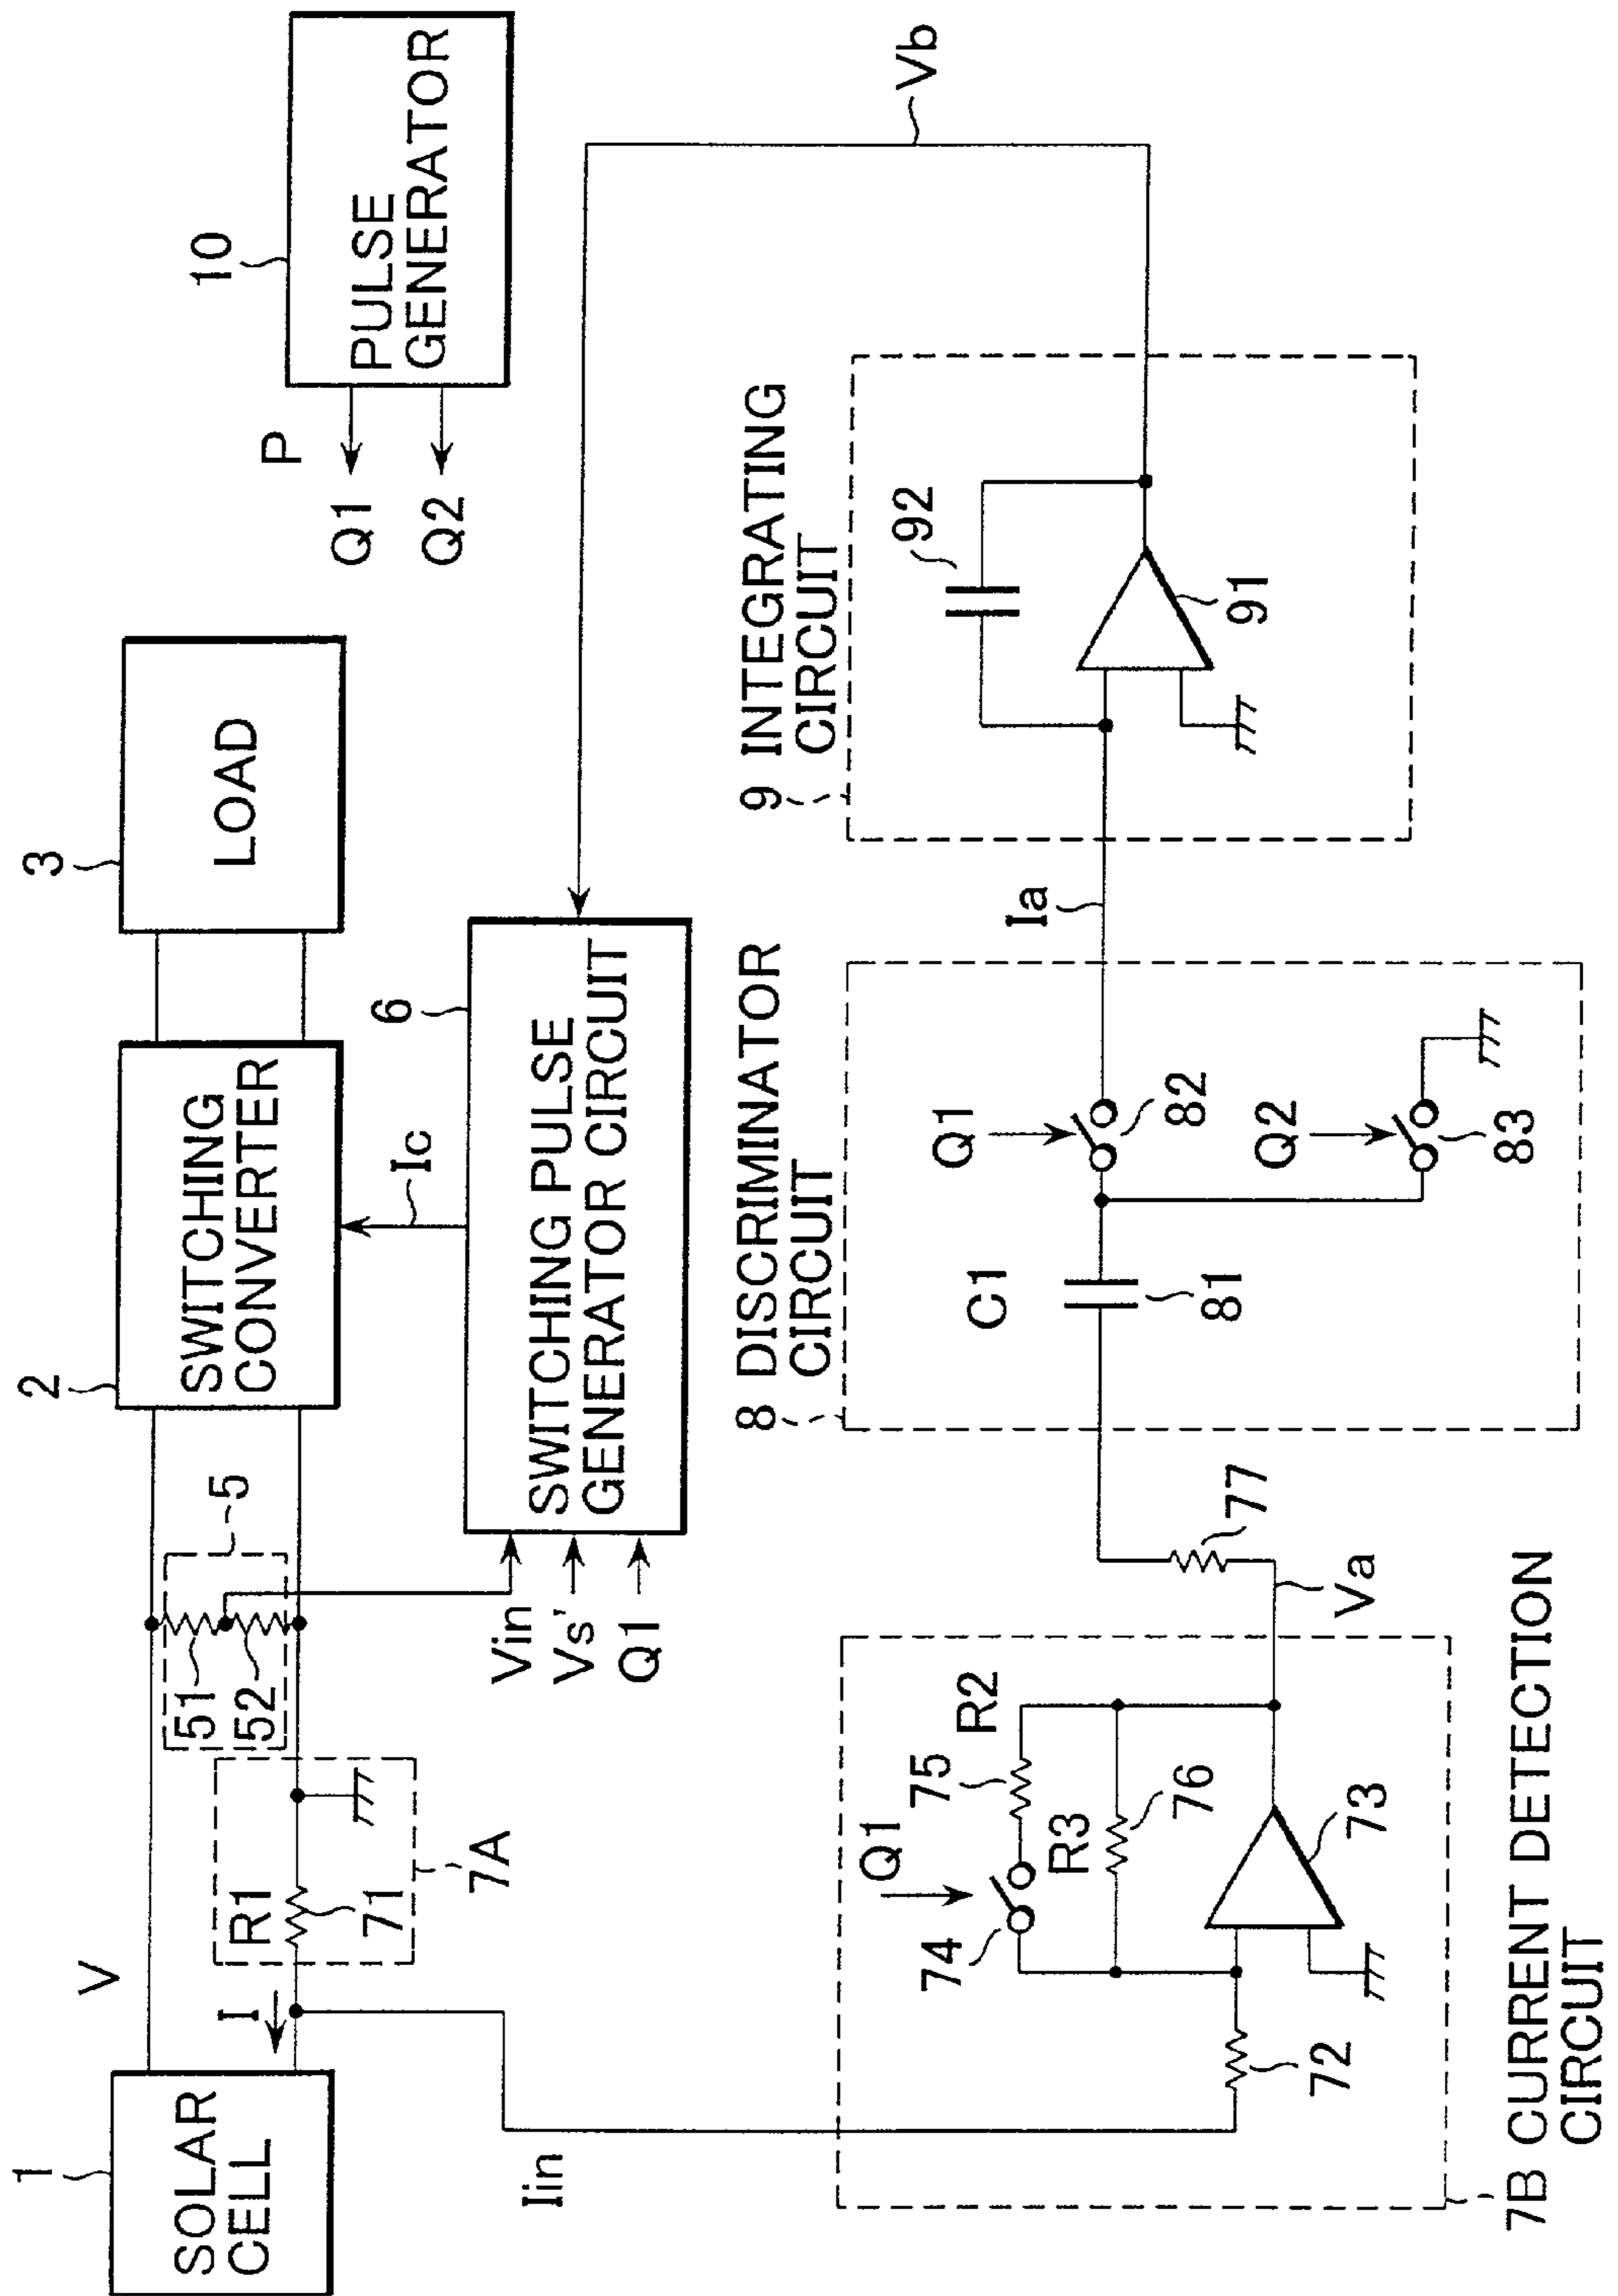 1
SOLAR
CELL
V
I
R1
71
7A
5
51
52
2
SWITCHING
CONVERTER
3
LOAD
10
PULSE
GENERATOR
P
Q1
Q2
Iin
Vin
Vs'
Q1
6
SWITCHING PULSE
GENERATOR CIRCUIT
Ic
Vb
7B CURRENT DETECTION
CIRCUIT
72
73
Q1
74
75
R2
R3
76
Va
77
8 DISCRIMINATOR
CIRCUIT
C1
81
Q1
82
Q2
83
Ia
9 INTEGRATING
CIRCUIT
92
91